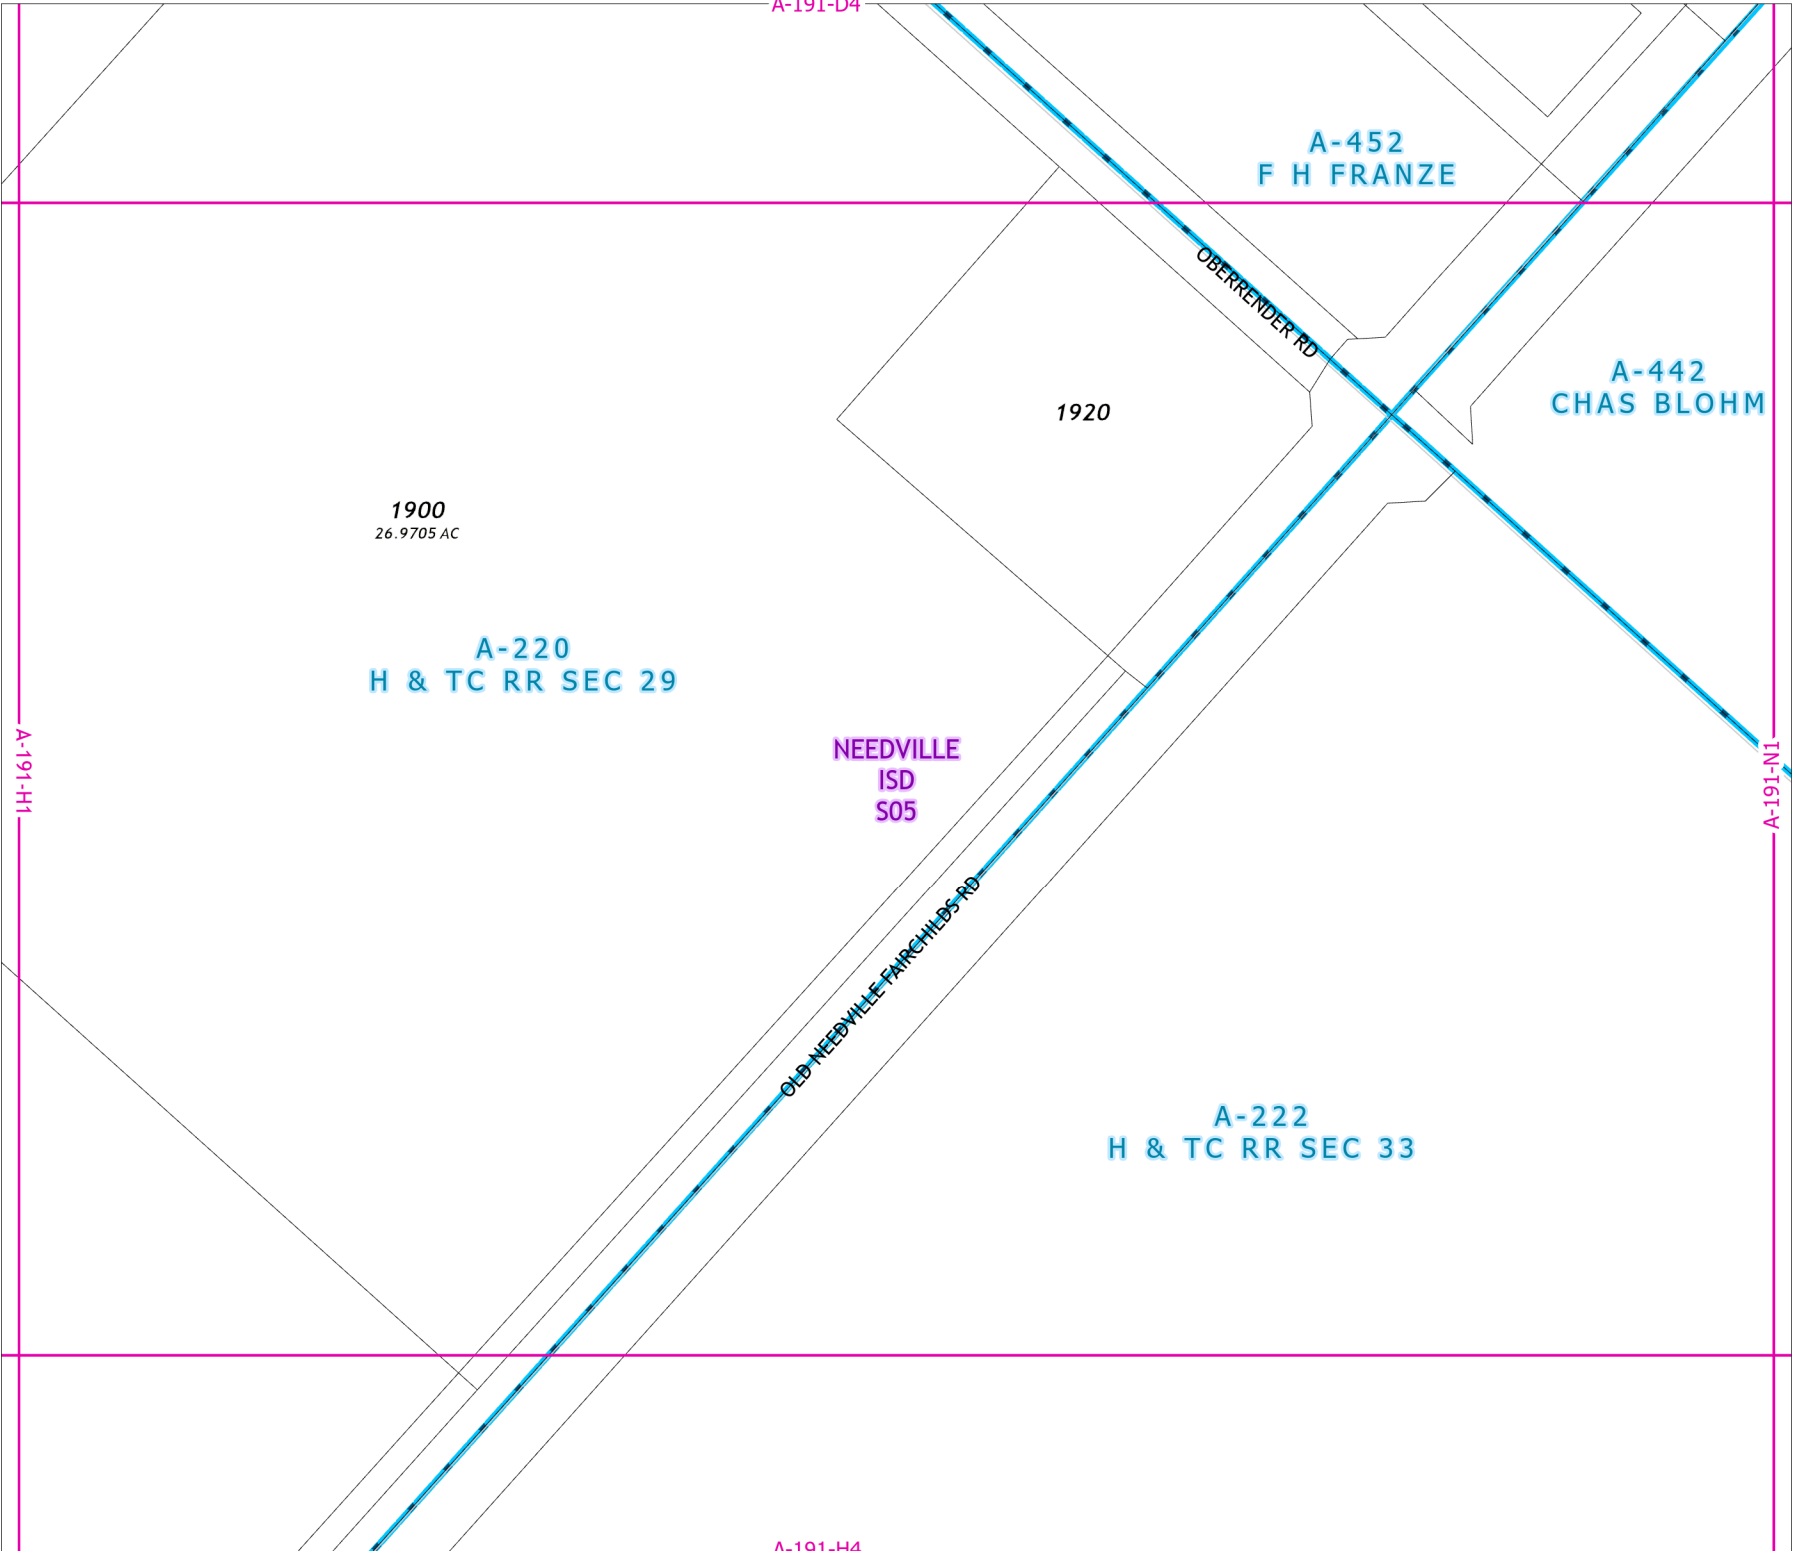 A-191-D4
A-452
F H FRANZE
OBERRENDER RD
A-442
CHAS BLOHM
1920
1900
26.9705 AC
A-220
H & TC RR SEC 29
NEEDVILLE
ISD
S05
A-191-H1
A-191-N1
OLD NEEDVILLE FAIRCHILDS RD
A-222
H & TC RR SEC 33
A-191-H4